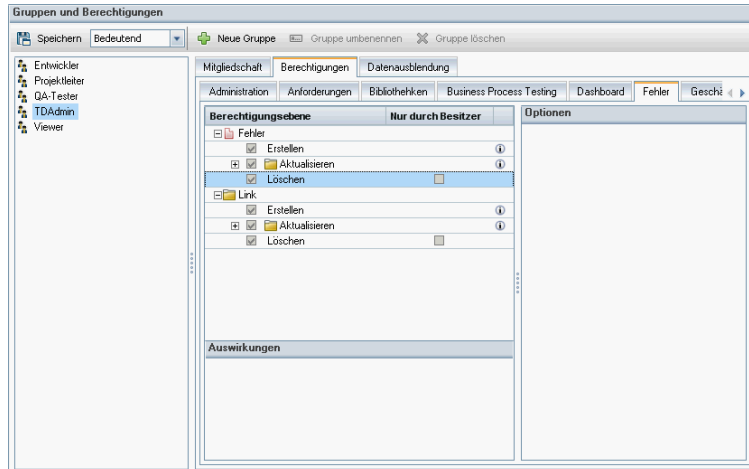 Gruppen und Berechtigungen
Speichern Bedeutend Neue Gruppe Gruppe umbenennen Gruppe löschen
Entwickler
Projektleiter
QA-Tester
TDAdmin
Viewer
Mitgliedschaft Berechtigungen Datenausblendung
Administration Anforderungen Bibliothehken Business Process Testing Dashboard Fehler Geschä
Berechtigungsebene Nur durch Besitzer
Optionen
Fehler
Erstellen
Aktualisieren
Löschen
Link
Erstellen
Aktualisieren
Löschen
Auswirkungen